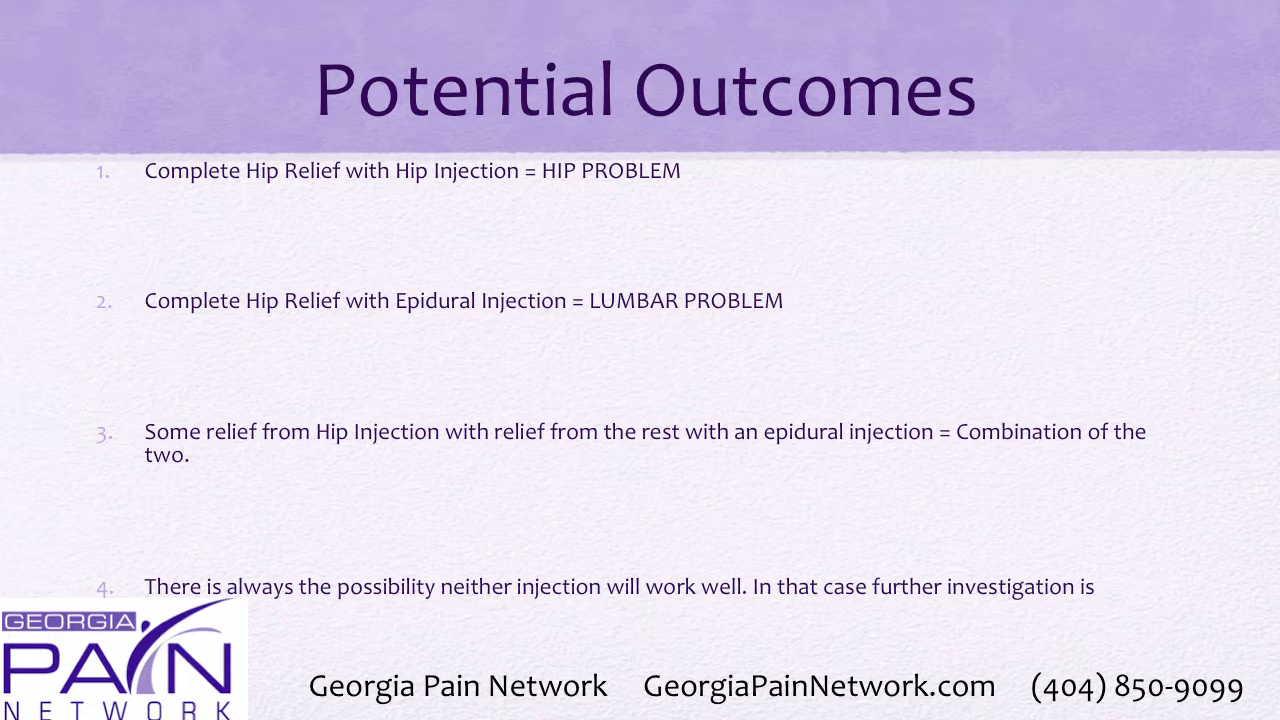 Potential Outcomes
1. Complete Hip Relief with Hip Injection = HIP PROBLEM
2. Complete Hip Relief with Epidural Injection = LUMBAR PROBLEM
3. Some relief from Hip Injection with relief from the rest with an epidural injection = Combination of the
two.
4. There is always the possibility neither injection will work well. In that case further investigation is
GEORGIA
PAIN
NETWORK
Georgia Pain Network GeorgiaPainNetwork.com (404) 850-9099